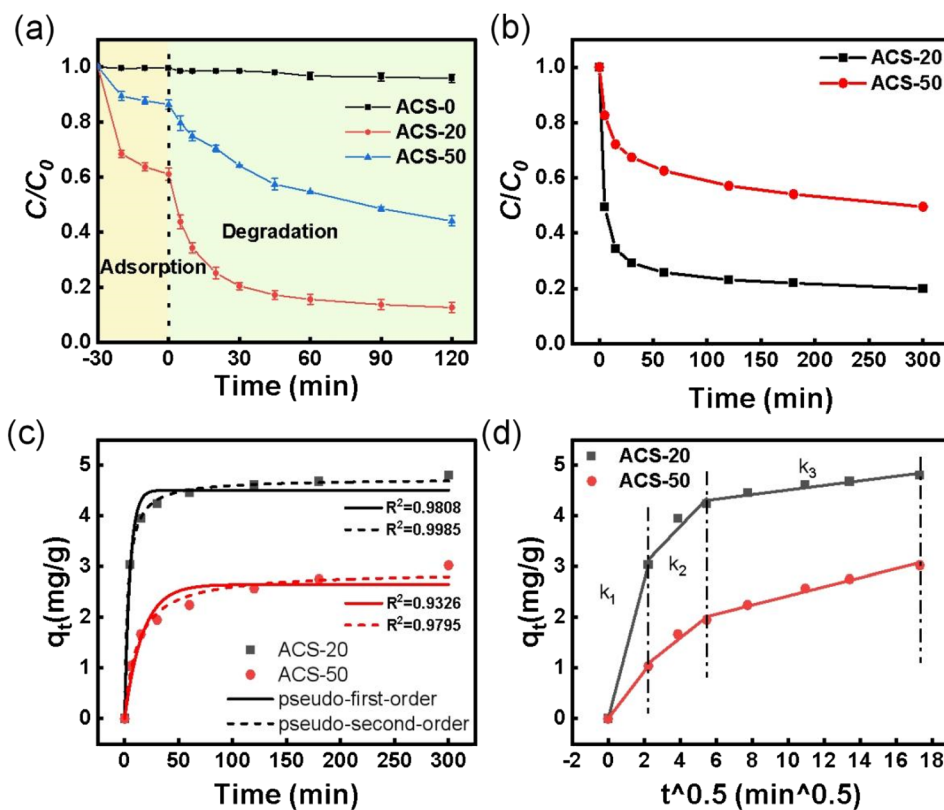 (a)
1.0
0.8
0.6
0.4
0.2
0.0
C/C0
ACS-0
ACS-20
ACS-50
Degradation
Adsorption
-30
0
30
60
90
120
Time (min)
(b)
1.0
0.8
0.6
0.4
0.2
0.0
C/C0
ACS-20
ACS-50
0
50
100
150
200
250
300
Time (min)
(c)
5
4
3
2
1
0
qt(mg/g)
R²=0.9808
R²=0.9985
R²=0.9326
R²=0.9795
ACS-20
ACS-50
pseudo-first-order
pseudo-second-order
0
50
100
150
200
250
300
Time (min)
(d)
5
4
3
2
1
0
qt(mg/g)
ACS-20
ACS-50
k1
k2
k3
-2
0
2
4
6
8
10
12
14
16
18
t^0.5 (min^0.5)